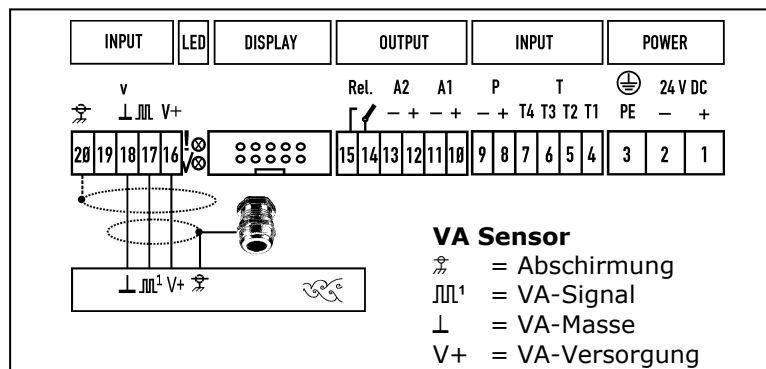 INPUT LED DISPLAY OUTPUT INPUT POWER
v Rel. A2 A1 P T 24 V DC
⊥ ⎍⎍ V+ − + − + − + T4 T3 T2 T1 PE − +
20 19 18 17 16 ! √ 15 14 13 12 11 10 9 8 7 6 5 4 3 2 1
⊥ ⎍⎍¹ V+
VA Sensor
= Abschirmung
⎍⎍¹ = VA-Signal
⊥ = VA-Masse
V+ = VA-Versorgung